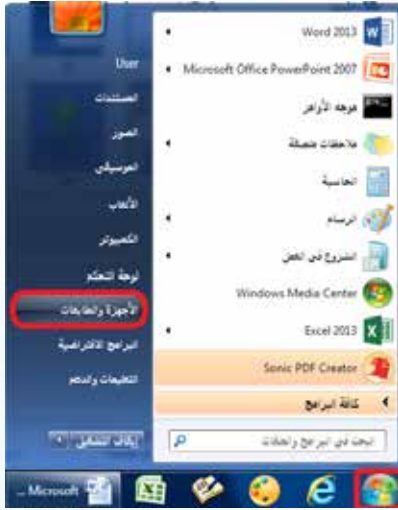 Word 2013
Microsoft Office PowerPoint 2007
موجه الأوامر
ملاحظات ملصقة
الحاسبة
الرسام
الشروع في العمل
Windows Media Center
Excel 2013
Sonic PDF Creator
كافة البرامج
ابحث في البرامج والملفات
User
المستندات
الصور
الموسيقى
الألعاب
الكمبيوتر
لوحة التحكم
الأجهزة والطابعات
البرامج الافتراضية
التعليمات والدعم
إيقاف التشغيل
Microsoft ...